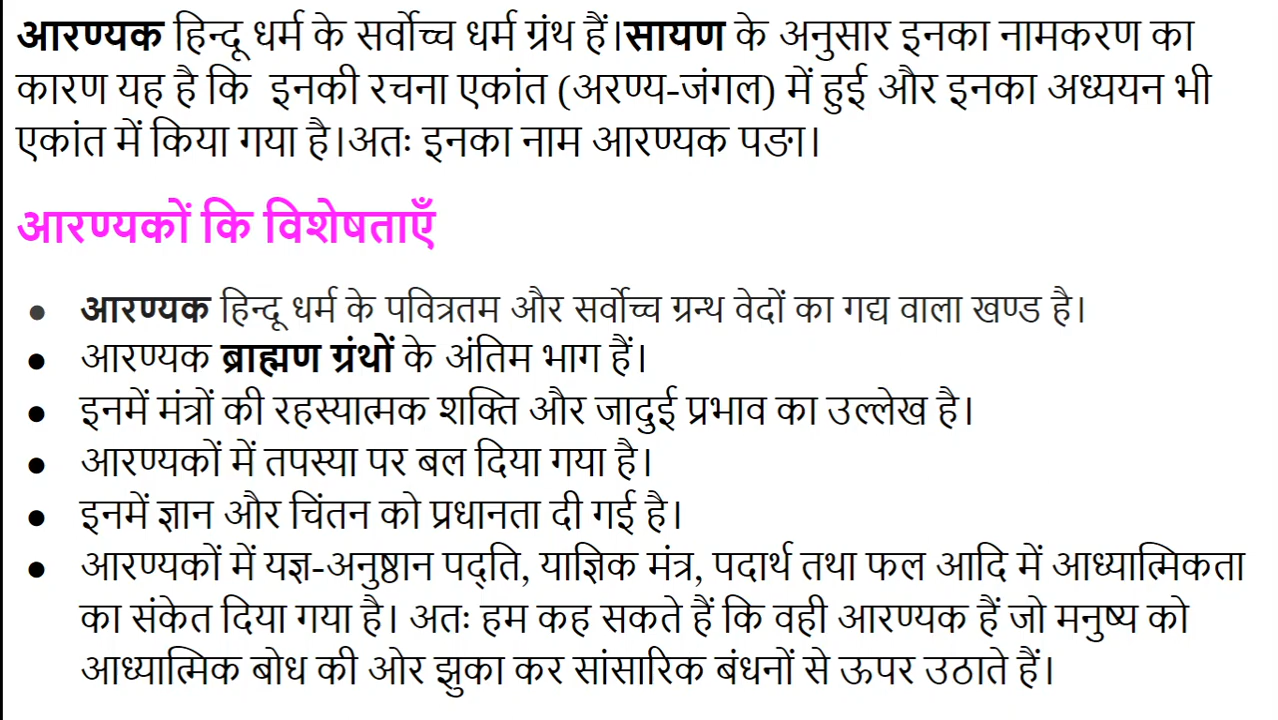 आरण्यक हिन्दू धर्म के सर्वोच्च धर्म ग्रंथ हैं।सायण के अनुसार इनका नामकरण का
कारण यह है कि इनकी रचना एकांत (अरण्य-जंगल) में हुई और इनका अध्ययन भी
एकांत में किया गया है।अतः इनका नाम आरण्यक पङा।
आरण्यकों कि विशेषताएँ
● आरण्यक हिन्दू धर्म के पवित्रतम और सर्वोच्च ग्रन्थ वेदों का गद्य वाला खण्ड है।
● आरण्यक ब्राह्मण ग्रंथों के अंतिम भाग हैं।
● इनमें मंत्रों की रहस्यात्मक शक्ति और जादुई प्रभाव का उल्लेख है।
● आरण्यकों में तपस्या पर बल दिया गया है।
● इनमें ज्ञान और चिंतन को प्रधानता दी गई है।
● आरण्यकों में यज्ञ-अनुष्ठान पद्ति, याज्ञिक मंत्र, पदार्थ तथा फल आदि में आध्यात्मिकता
का संकेत दिया गया है। अतः हम कह सकते हैं कि वही आरण्यक हैं जो मनुष्य को
आध्यात्मिक बोध की ओर झुका कर सांसारिक बंधनों से ऊपर उठाते हैं।